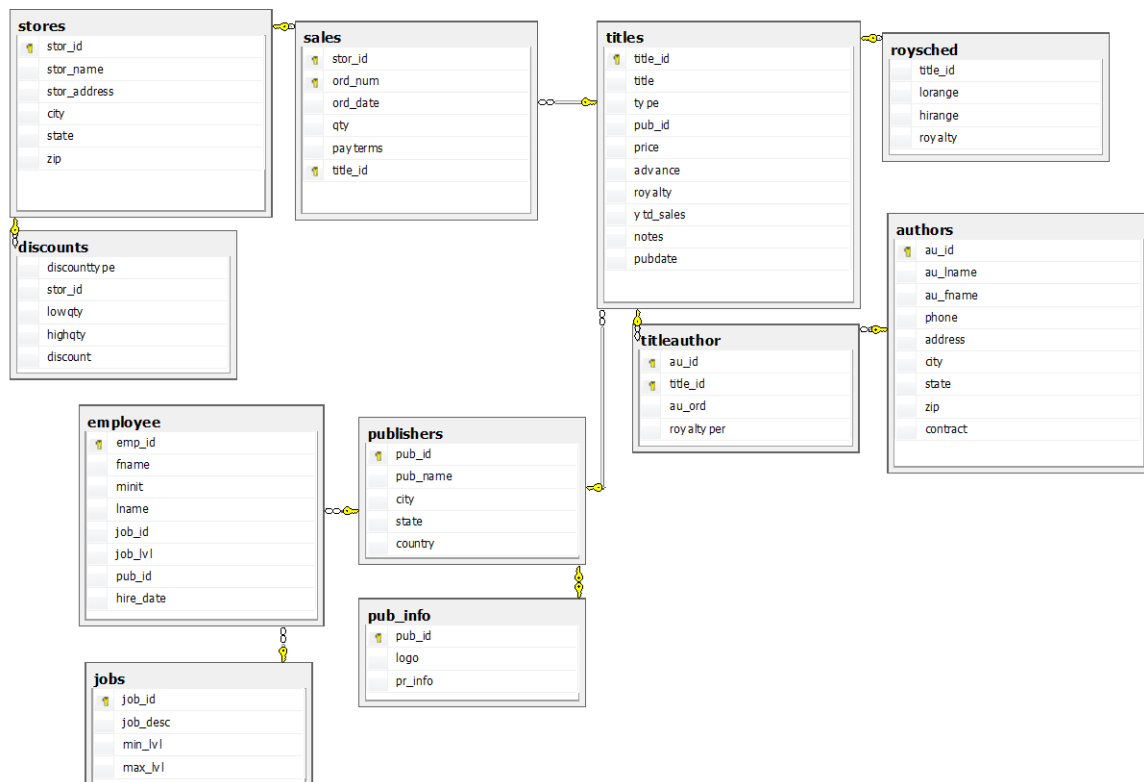 stores
stor_id
stor_name
stor_address
city
state
zip
sales
stor_id
ord_num
ord_date
qty
payterms
title_id
titles
title_id
title
type
pub_id
price
advance
royalty
ytd_sales
notes
pubdate
roysched
title_id
lorange
hirange
royalty
discounts
discounttype
stor_id
lowqty
highqty
discount
authors
au_id
au_lname
au_fname
phone
address
city
state
zip
contract
titleauthor
au_id
title_id
au_ord
royaltyper
employee
emp_id
fname
minit
lname
job_id
job_lvl
pub_id
hire_date
publishers
pub_id
pub_name
city
state
country
pub_info
pub_id
logo
pr_info
jobs
job_id
job_desc
min_lvl
max_lvl